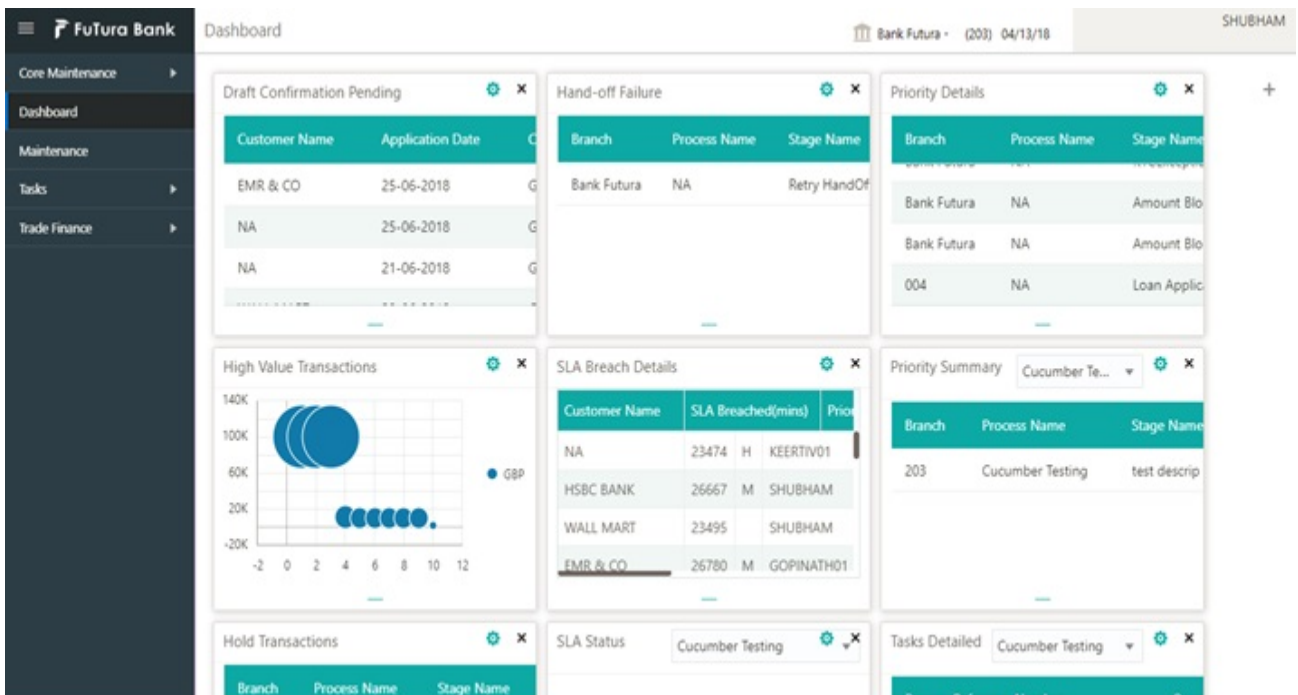 FuTura Bank
Dashboard
Bank Futura - (203) 04/13/18
SHUBHAM
Core Maintenance
Dashboard
Maintenance
Tasks
Trade Finance
Draft Confirmation Pending
Customer Name Application Date
EMR & CO 25-06-2018
NA 25-06-2018
NA 21-06-2018
Hand-off Failure
Branch Process Name Stage Name
Bank Futura NA Retry HandOf
Priority Details
Branch Process Name Stage Name
Bank Futura NA Amount Blo
Bank Futura NA Amount Blo
004 NA Loan Applic
High Value Transactions
140K
100K
60K
20K
-20K
-2 0 2 4 6 8 10 12
GBP
SLA Breach Details
Customer Name SLA Breached(mins) Prior
NA 23474 H KEERTIV01
HSBC BANK 26667 M SHUBHAM
WALL MART 23495 SHUBHAM
EMR & CO 26780 M GOPINATH01
Priority Summary Cucumber Te...
Branch Process Name Stage Name
203 Cucumber Testing test descrip
Hold Transactions
Branch Process Name Stage Name
SLA Status Cucumber Testing
Tasks Detailed Cucumber Testing